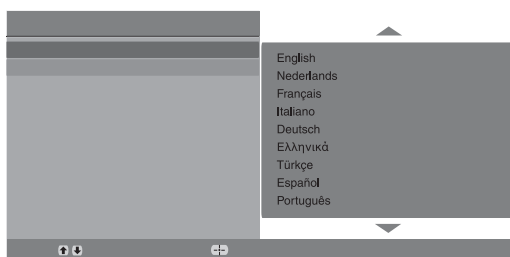 English
Nederlands
Français
Italiano
Deutsch
Ελληνικά
Türkçe
Español
Português